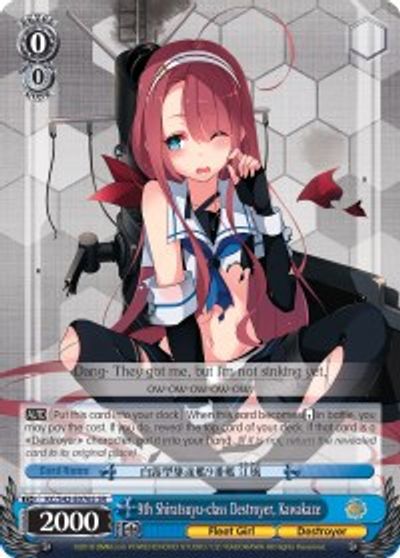 0
0
Dang- They got me, but I'm not sinking yet,
ow-ow-ow-ow-ow!
AUTO [Put this card into your clock] When this card becomes in battle, you
may pay the cost. If you do, reveal the top card of your deck. If that card is a
«Destroyer» character, put it into your hand. (If it is not, return the revealed
card to its original place)
Card Name
2000
9th Shiratsuyu-class Destroyer, Kawakaze
Fleet Girl
Destroyer